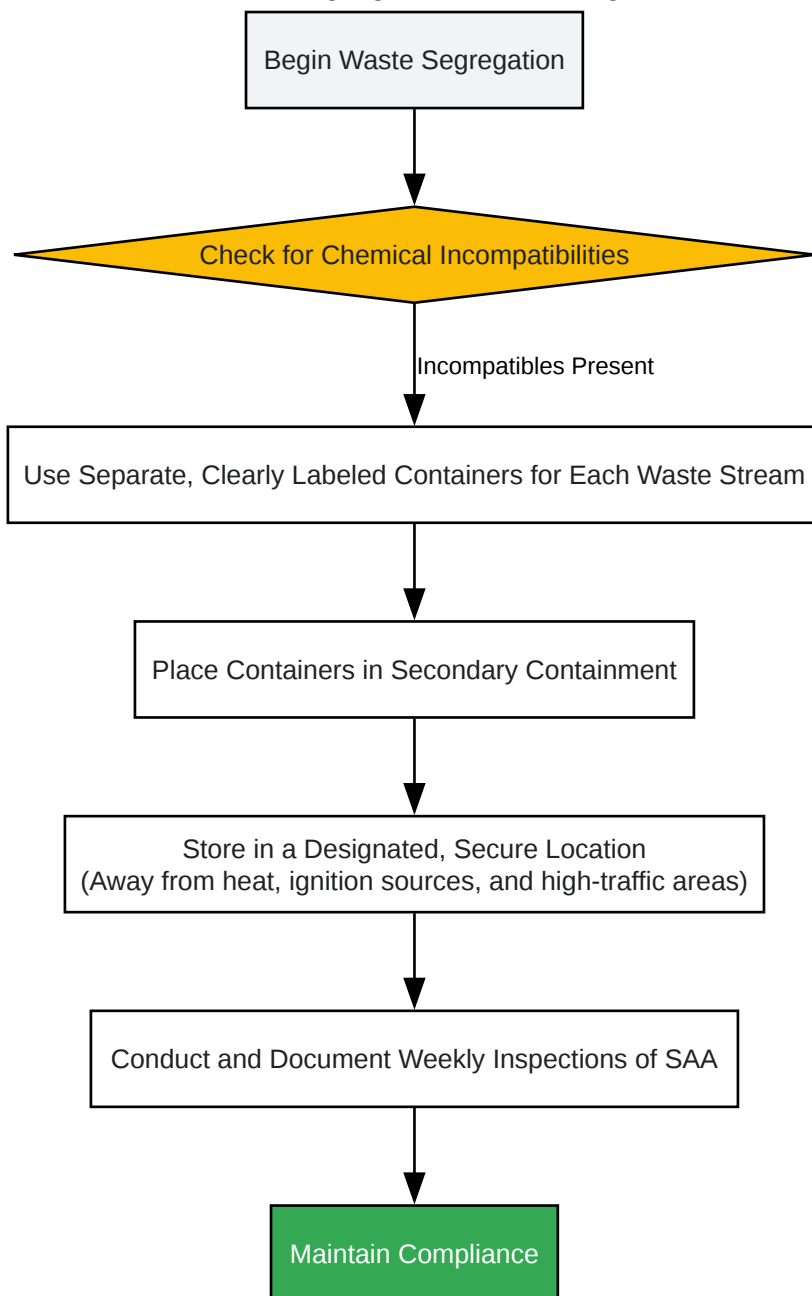 Begin Waste Segregation
Check for Chemical Incompatibilities
Incompatibles Present
Use Separate, Clearly Labeled Containers for Each Waste Stream
Place Containers in Secondary Containment
Store in a Designated, Secure Location
(Away from heat, ignition sources, and high-traffic areas)
Conduct and Document Weekly Inspections of SAA
Maintain Compliance